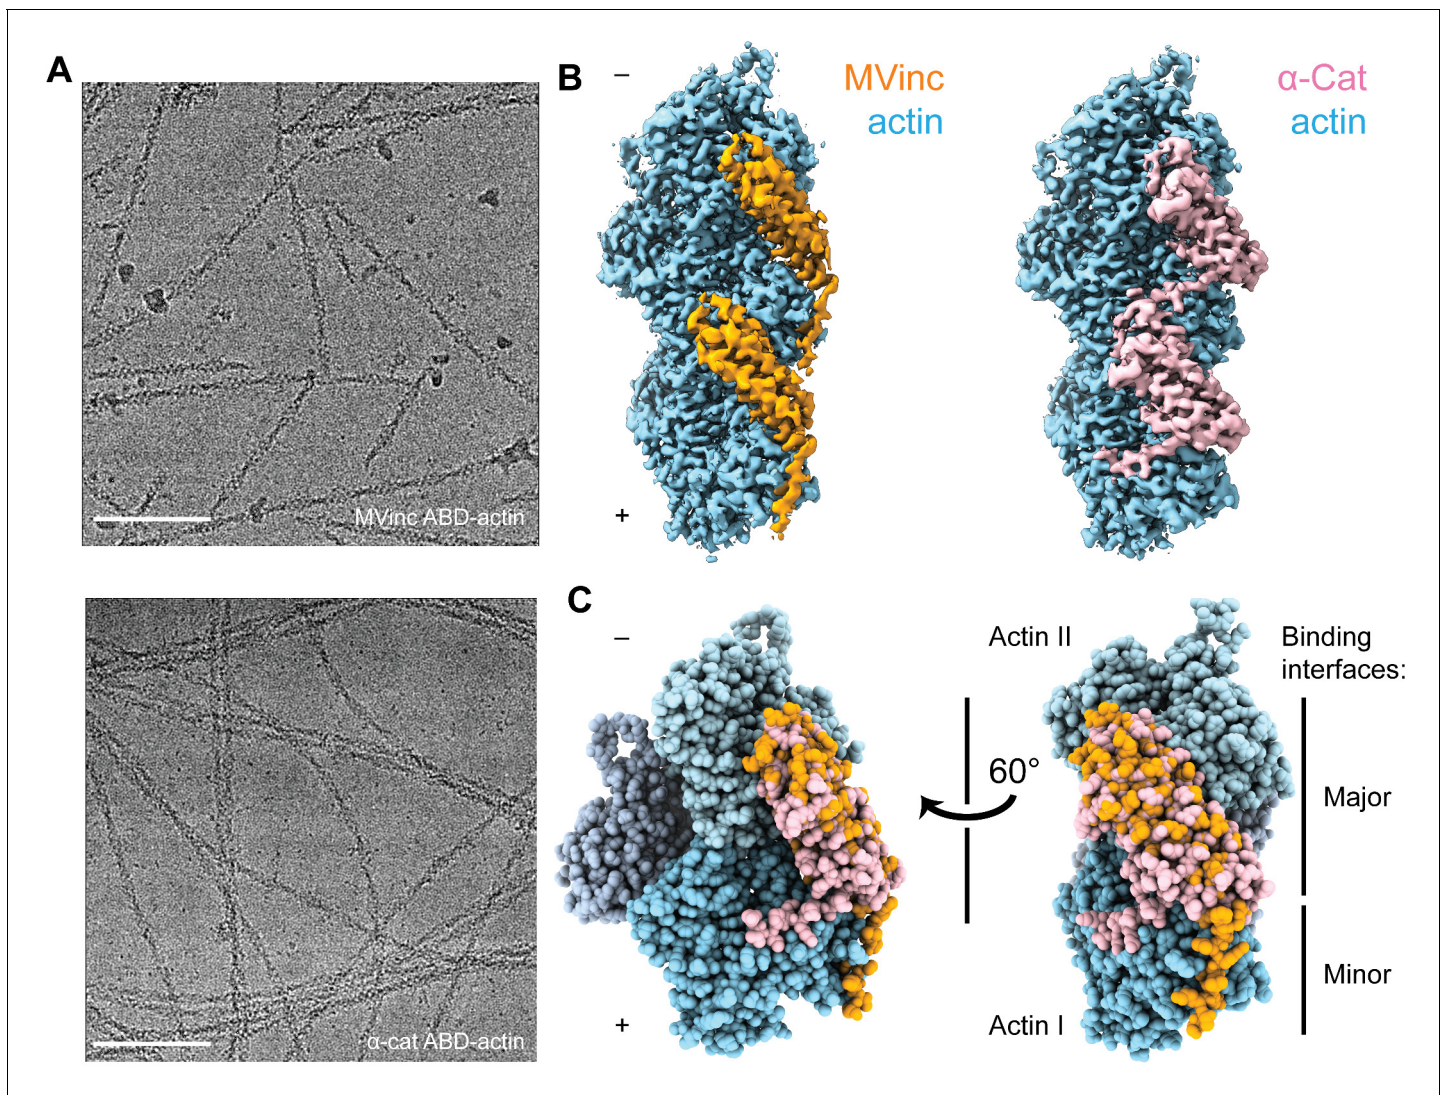 A
MVinc ABD-actin
α-cat ABD-actin
B
–
MVinc
actin
α-Cat
actin
+
C
–
Actin II
Binding
interfaces:
60°
Major
Minor
+
Actin I